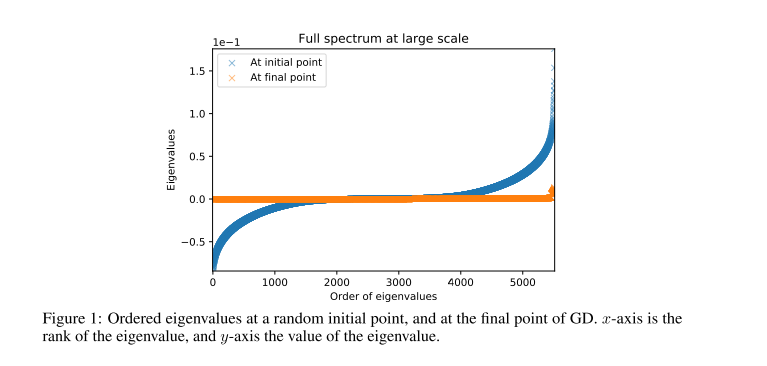 Full spectrum at large scale
1e−1
At initial point
At final point
1.5
1.0
0.5
0.0
−0.5
Eigenvalues
0 1000 2000 3000 4000 5000
Order of eigenvalues
Figure 1: Ordered eigenvalues at a random initial point, and at the final point of GD. x-axis is the
rank of the eigenvalue, and y-axis the value of the eigenvalue.